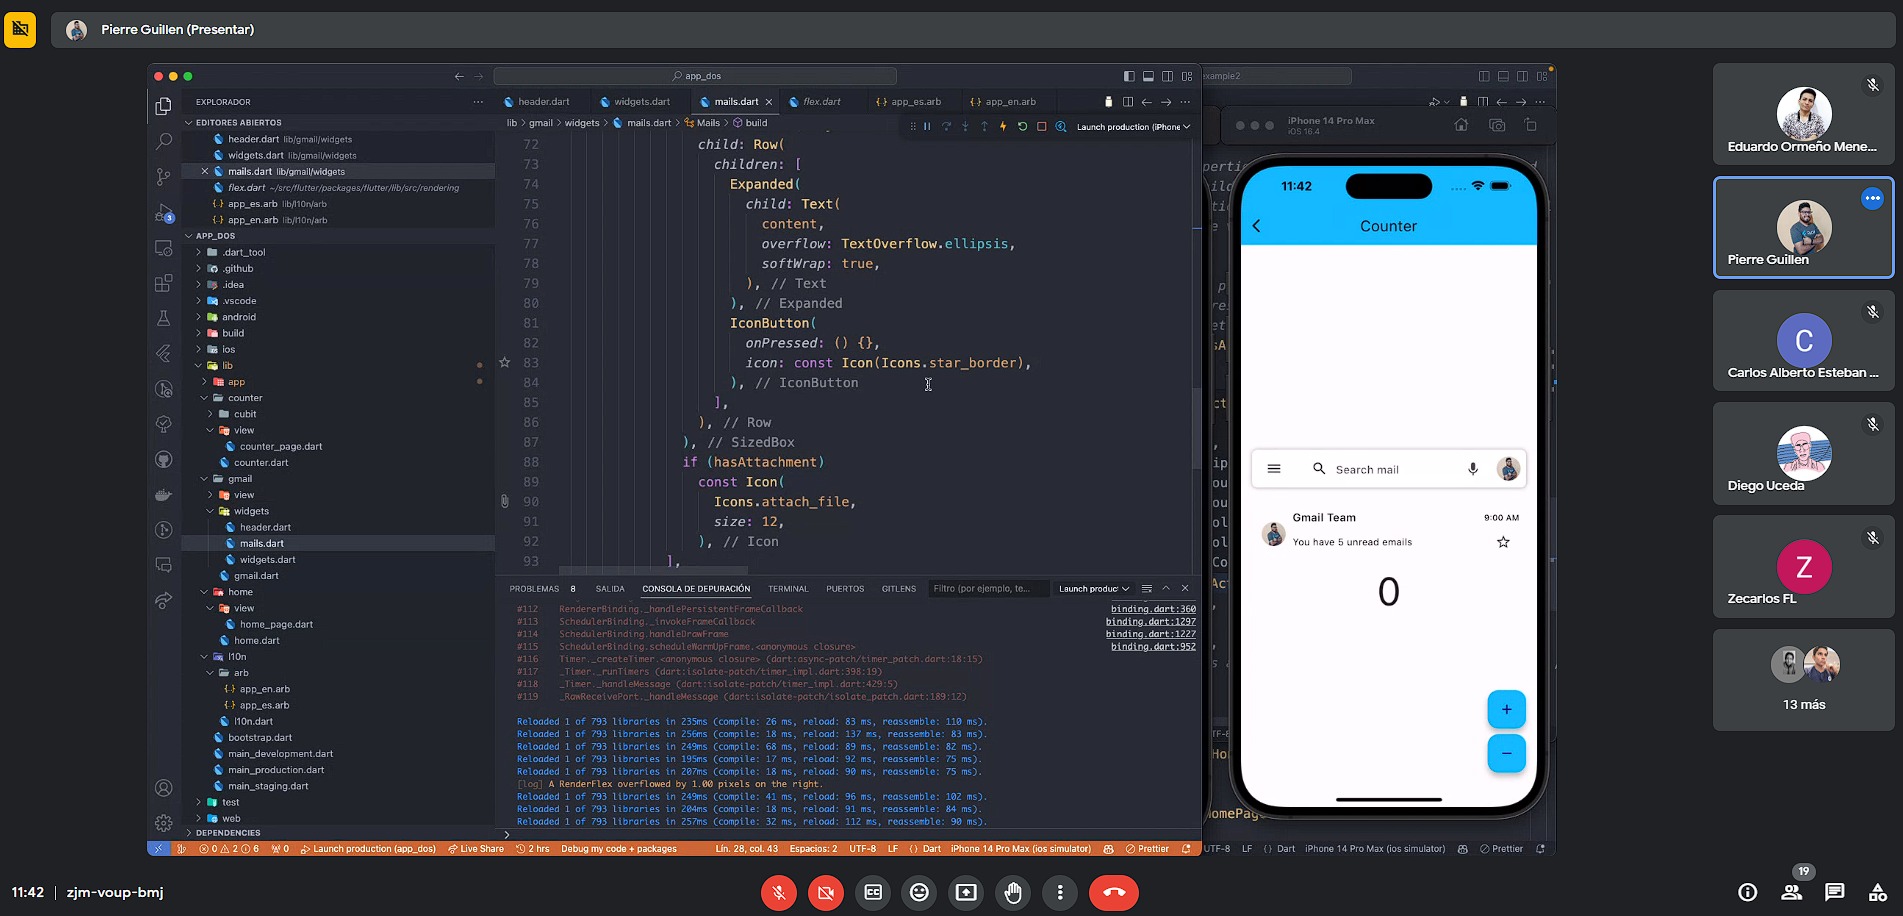 Pierre Guillen (Presentar)
app_dos
EXPLORADOR
EDITORES ABIERTOS
header.dart lib/gmail/widgets
widgets.dart lib/gmail/widgets
mails.dart lib/gmail/widgets
flex.dart ~/src/flutter/packages/flutter/lib/src/rendering
app_es.arb lib/l10n/arb
app_en.arb lib/l10n/arb
APP_DOS
.dart_tool
.github
.idea
.vscode
android
build
ios
lib
app
counter
cubit
view
counter_page.dart
counter.dart
gmail
view
widgets
header.dart
mails.dart
widgets.dart
gmail.dart
home
view
home_page.dart
home.dart
l10n
arb
app_en.arb
app_es.arb
l10n.dart
bootstrap.dart
main_development.dart
main_production.dart
main_staging.dart
test
web
DEPENDENCIES
header.dart widgets.dart mails.dart flex.dart app_es.arb app_en.arb
lib > gmail > widgets > mails.dart > Mails > build
Launch production (iPhone
72 child: Row(
73 children: [
74 Expanded(
75 child: Text(
76 content,
77 overflow: TextOverflow.ellipsis,
78 softWrap: true,
79 ), // Text
80 ), // Expanded
81 IconButton(
82 onPressed: () {},
83 icon: const Icon(Icons.star_border),
84 ), // IconButton
85 ],
86 ), // Row
87 ), // SizedBox
88 if (hasAttachment)
89 const Icon(
90 Icons.attach_file,
91 size: 12,
92 ), // Icon
93 ],
PROBLEMAS 8 SALIDA CONSOLA DE DEPURACIÓN TERMINAL PUERTOS GITLENS Filtro (por ejemplo, te... Launch product
#112 RendererBinding._handlePersistentFrameCallback binding.dart:360
#113 SchedulerBinding._invokeFrameCallback binding.dart:1297
#114 SchedulerBinding.handleDrawFrame binding.dart:1227
#115 SchedulerBinding.scheduleWarmUpFrame.<anonymous closure> binding.dart:952
#116 Timer._createTimer.<anonymous closure> (dart:async-patch/timer_patch.dart:18:15)
#117 _Timer._runTimers (dart:isolate-patch/timer_impl.dart:398:19)
#118 _Timer._handleMessage (dart:isolate-patch/timer_impl.dart:429:5)
#119 _RawReceivePort._handleMessage (dart:isolate-patch/isolate_patch.dart:189:12)
Reloaded 1 of 793 libraries in 235ms (compile: 26 ms, reload: 83 ms, reassemble: 110 ms).
Reloaded 1 of 793 libraries in 256ms (compile: 18 ms, reload: 137 ms, reassemble: 83 ms).
Reloaded 1 of 793 libraries in 249ms (compile: 68 ms, reload: 89 ms, reassemble: 82 ms).
Reloaded 1 of 793 libraries in 195ms (compile: 17 ms, reload: 92 ms, reassemble: 75 ms).
Reloaded 1 of 793 libraries in 207ms (compile: 18 ms, reload: 90 ms, reassemble: 75 ms).
[log] A RenderFlex overflowed by 1.00 pixels on the right.
Reloaded 1 of 793 libraries in 249ms (compile: 41 ms, reload: 96 ms, reassemble: 102 ms).
Reloaded 1 of 793 libraries in 204ms (compile: 18 ms, reload: 91 ms, reassemble: 84 ms).
Reloaded 1 of 793 libraries in 257ms (compile: 32 ms, reload: 112 ms, reassemble: 90 ms).
0 2 6 0 Launch production (app_dos) Live Share 2 hrs Debug my code + packages Lín. 28, col. 43 Espacios: 2 UTF-8 LF Dart iPhone 14 Pro Max (ios simulator) Prettier
example2
iPhone 14 Pro Max
iOS 16.4
11:42
Counter
Search mail
Gmail Team 9:00 AM
You have 5 unread emails
0
+
−
omePage
UTF-8 LF Dart iPhone 14 Pro Max (ios simulator) Prettier
Eduardo Ormeño Mene...
Pierre Guillen
C
Carlos Alberto Esteban ...
Diego Uceda
Z
Zecarlos FL
13 más
11:42 | zjm-voup-bmj
19